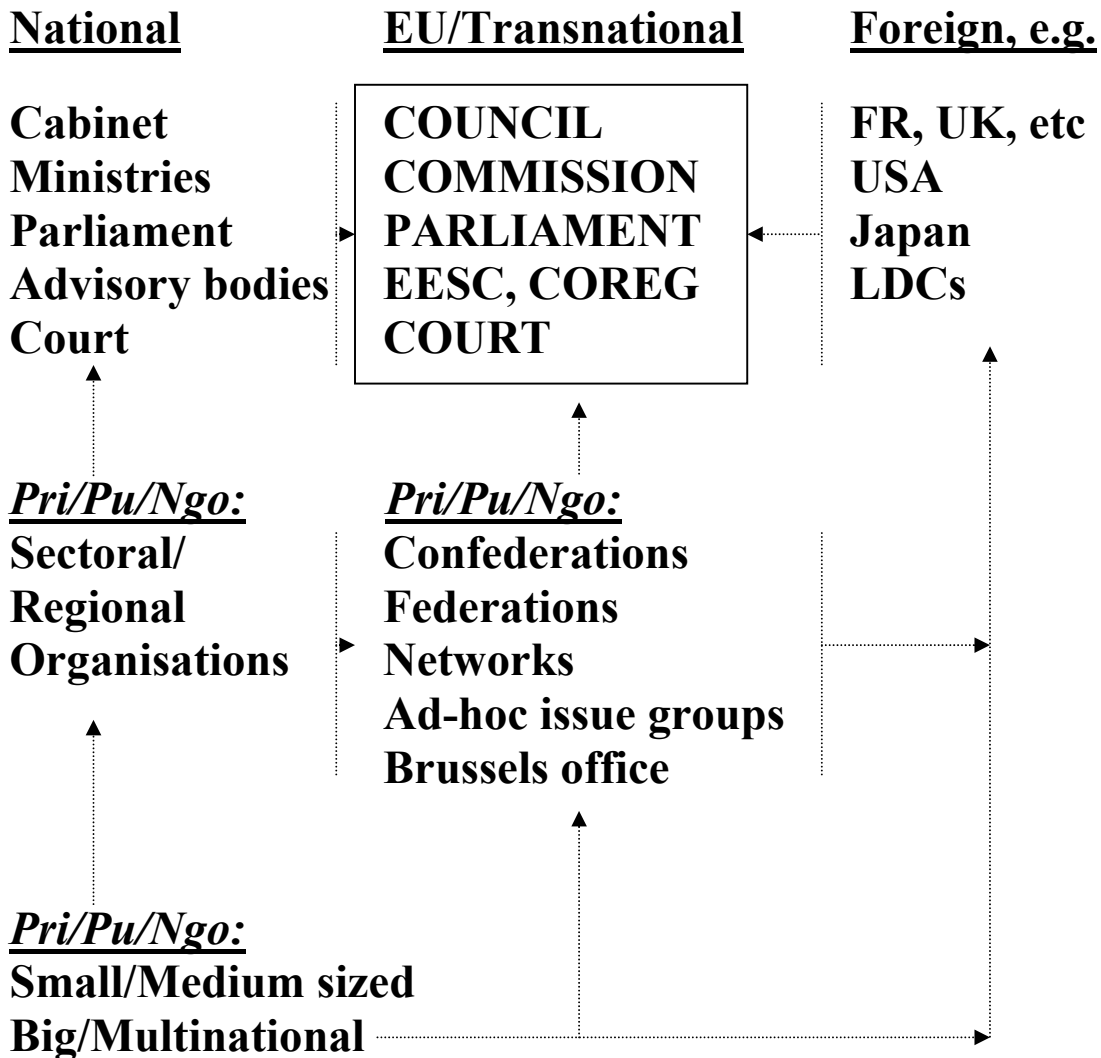 National
EU/Transnational
Foreign, e.g.
Cabinet
Ministries
Parliament
Advisory bodies
Court
COUNCIL
COMMISSION
PARLIAMENT
EESC, COREG
COURT
FR, UK, etc
USA
Japan
LDCs
Pri/Pu/Ngo:
Sectoral/
Regional
Organisations
Pri/Pu/Ngo:
Confederations
Federations
Networks
Ad-hoc issue groups
Brussels office
Pri/Pu/Ngo:
Small/Medium sized
Big/Multinational